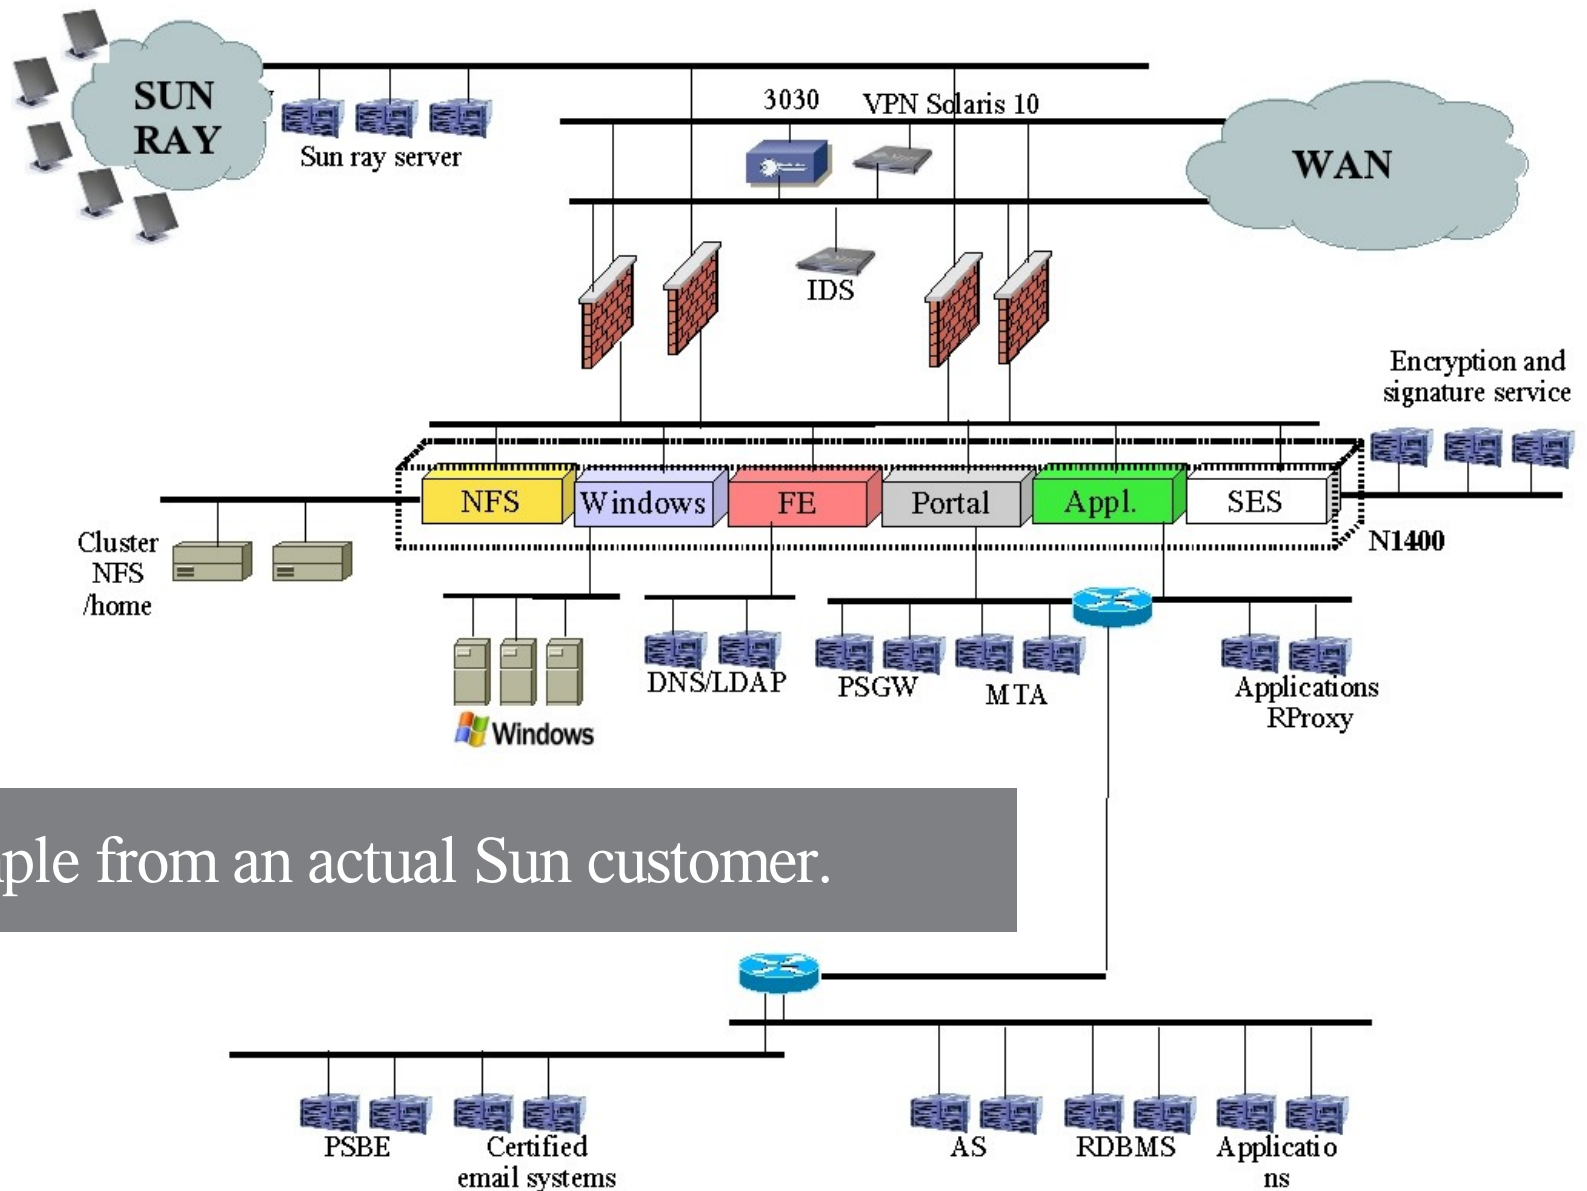 SUN
RAY
Sun ray server
3030
VPN Solaris 10
WAN
IDS
Encryption and
signature service
NFS
Windows
FE
Portal
Appl.
SES
N1400
Cluster
NFS
/home
Windows
DNS/LDAP
PSGW
MTA
Applications
RProxy
ple from an actual Sun customer.
PSBE
Certified
email systems
AS
RDBMS
Applicatio
ns